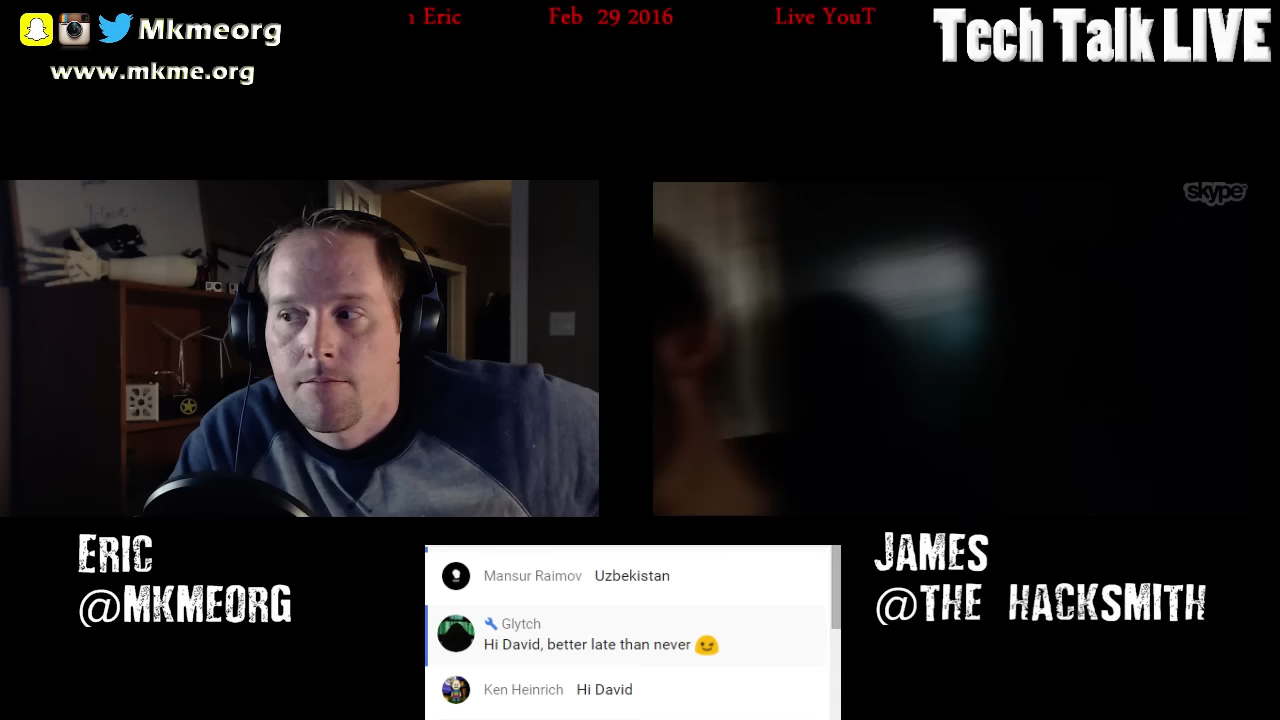 Mkmeorg
www.mkme.org
Eric Feb 29 2016 Live YouT
Tech Talk LIVE
skype
ERIC
@MKMEORG
JAMES
@THE HACKSMITH
Mansur Raimov Uzbekistan
Glytch
Hi David, better late than never 😉
Ken Heinrich Hi David